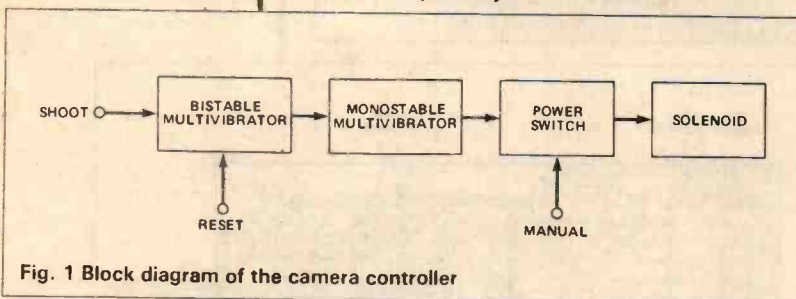 SHOOT
BISTABLE
MULTIVIBRATOR
MONOSTABLE
MULTIVIBRATOR
POWER
SWITCH
SOLENOID
RESET
MANUAL
Fig. 1 Block diagram of the camera controller